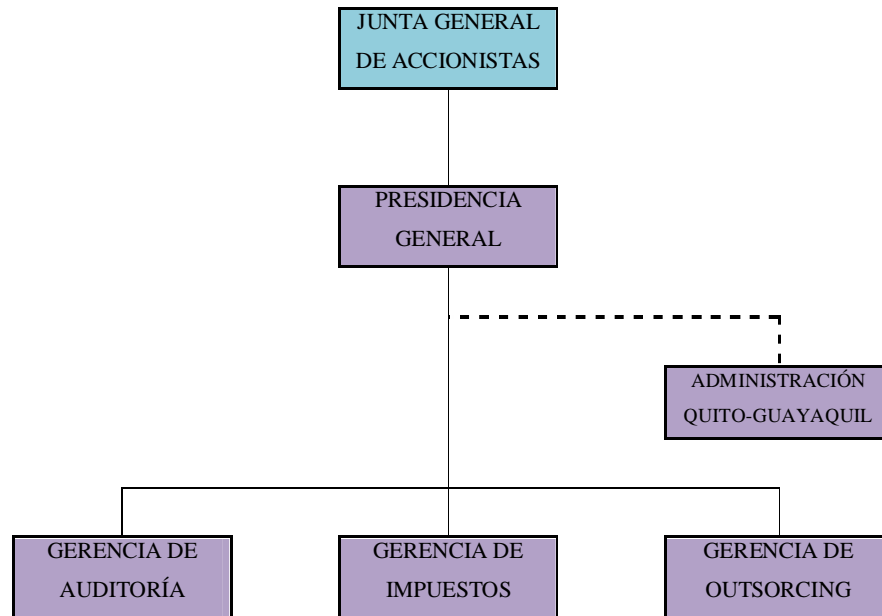 JUNTA GENERAL
DE ACCIONISTAS
PRESIDENCIA
GENERAL
ADMINISTRACIÓN
QUITO-GUAYAQUIL
GERENCIA DE
AUDITORÍA
GERENCIA DE
IMPUESTOS
GERENCIA DE
OUTSORCING